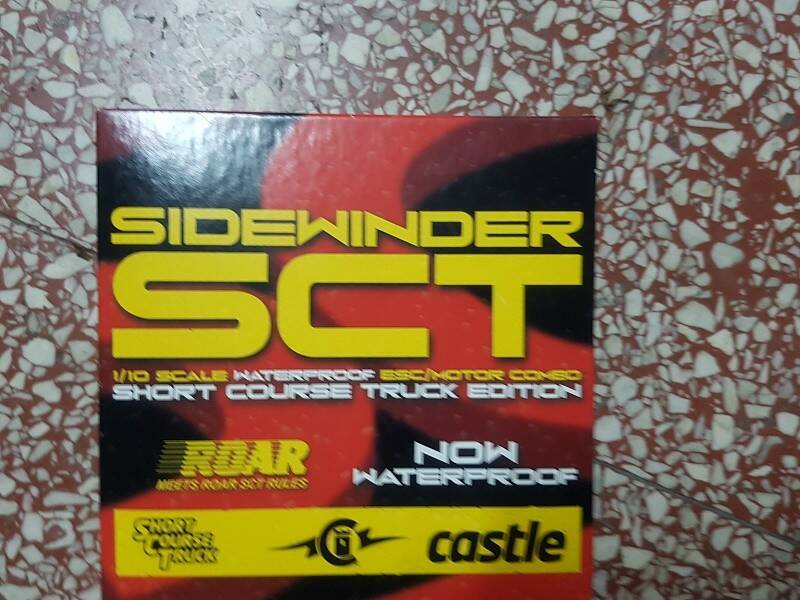 SIDEWINDER
SCT
1/10 SCALE WATERPROOF ESC/MOTOR COMBO
SHORT COURSE TRUCK EDITION
ROAR
MEETS ROAR SCT RULES
NOW
WATERPROOF
SHORT
COURSE
TRUCK
castle